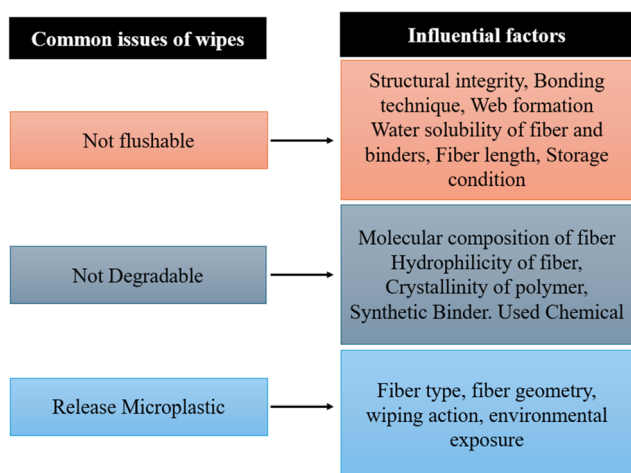 Common issues of wipes
Influential factors
Not flushable
Structural integrity, Bonding
technique, Web formation
Water solubility of fiber and
binders, Fiber length, Storage
condition
Not Degradable
Molecular composition of fiber
Hydrophilicity of fiber,
Crystallinity of polymer,
Synthetic Binder. Used Chemical
Release Microplastic
Fiber type, fiber geometry,
wiping action, environmental
exposure